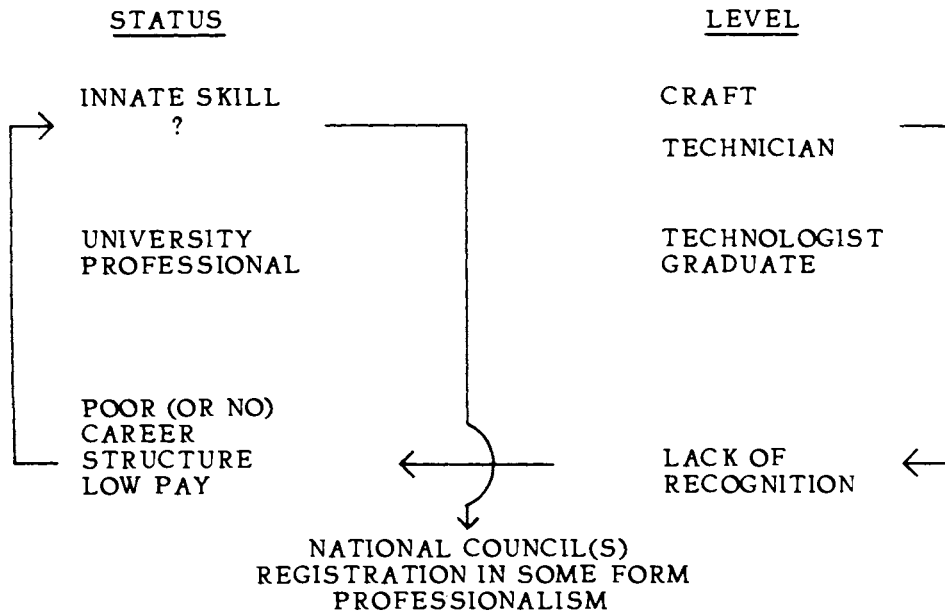 STATUS
LEVEL
INNATE SKILL
?
CRAFT
TECHNICIAN
UNIVERSITY
PROFESSIONAL
TECHNOLOGIST
GRADUATE
POOR (OR NO)
CAREER
STRUCTURE
LOW PAY
LACK OF
RECOGNITION
NATIONAL COUNCIL(S)
REGISTRATION IN SOME FORM
PROFESSIONALISM